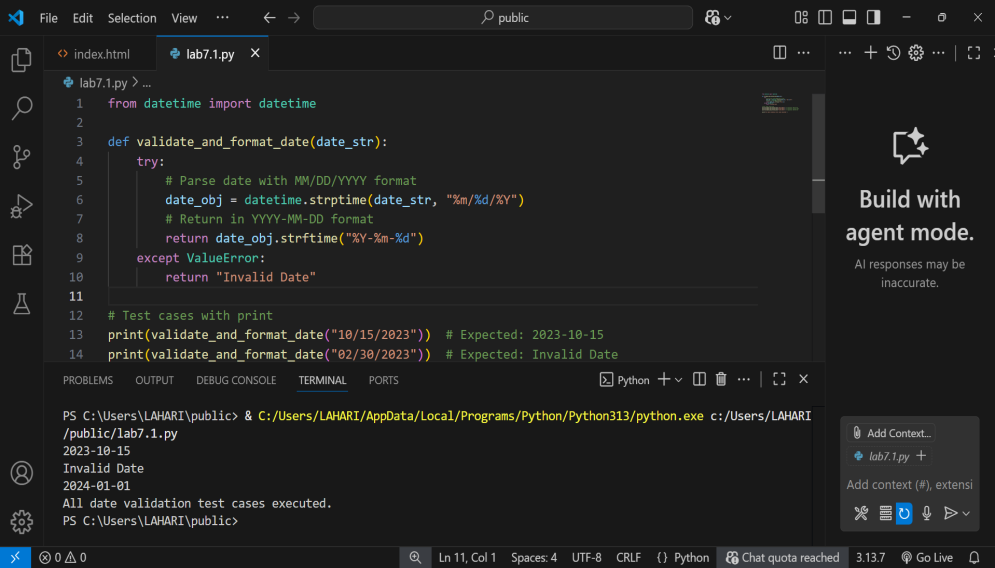 File Edit Selection View ··· public
index.html lab7.1.py
lab7.1.py > ...
1 from datetime import datetime
2
3 def validate_and_format_date(date_str):
4 try:
5 # Parse date with MM/DD/YYYY format
6 date_obj = datetime.strptime(date_str, "%m/%d/%Y")
7 # Return in YYYY-MM-DD format
8 return date_obj.strftime("%Y-%m-%d")
9 except ValueError:
10 return "Invalid Date"
11
12 # Test cases with print
13 print(validate_and_format_date("10/15/2023")) # Expected: 2023-10-15
14 print(validate_and_format_date("02/30/2023")) # Expected: Invalid Date
PROBLEMS OUTPUT DEBUG CONSOLE TERMINAL PORTS Python
PS C:\Users\LAHARI\public> & C:/Users/LAHARI/AppData/Local/Programs/Python/Python313/python.exe c:/Users/LAHARI
/public/lab7.1.py
2023-10-15
Invalid Date
2024-01-01
All date validation test cases executed.
PS C:\Users\LAHARI\public>
Build with
agent mode.
AI responses may be
inaccurate.
Add Context...
lab7.1.py
Add context (#), extensi
0 0 Ln 11, Col 1 Spaces: 4 UTF-8 CRLF {} Python Chat quota reached 3.13.7 Go Live